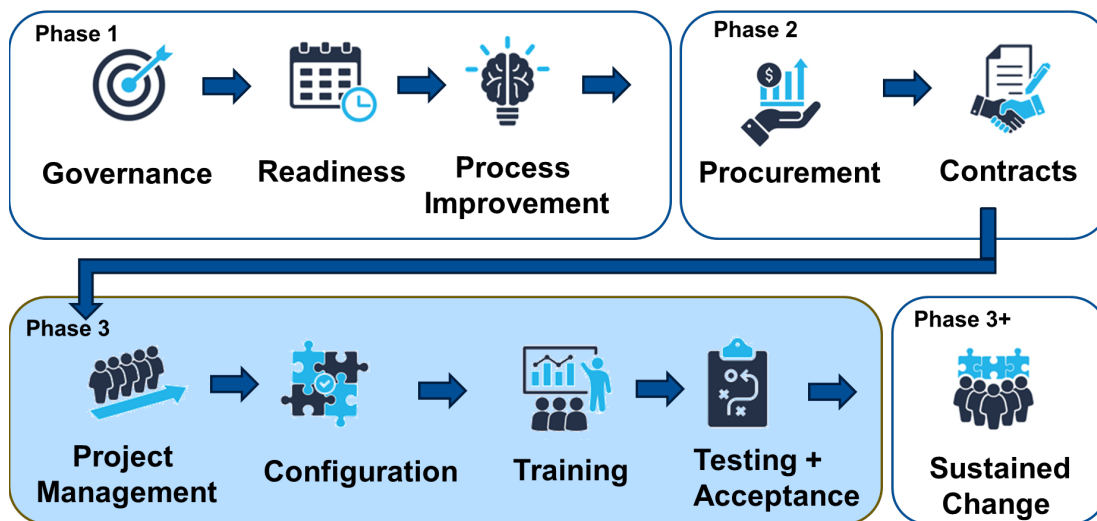 Phase 1
Governance
Readiness
Process
Improvement
Phase 2
$
Procurement
Contracts
Phase 3
Project
Management
Configuration
Training
Testing +
Acceptance
Phase 3+
Sustained
Change